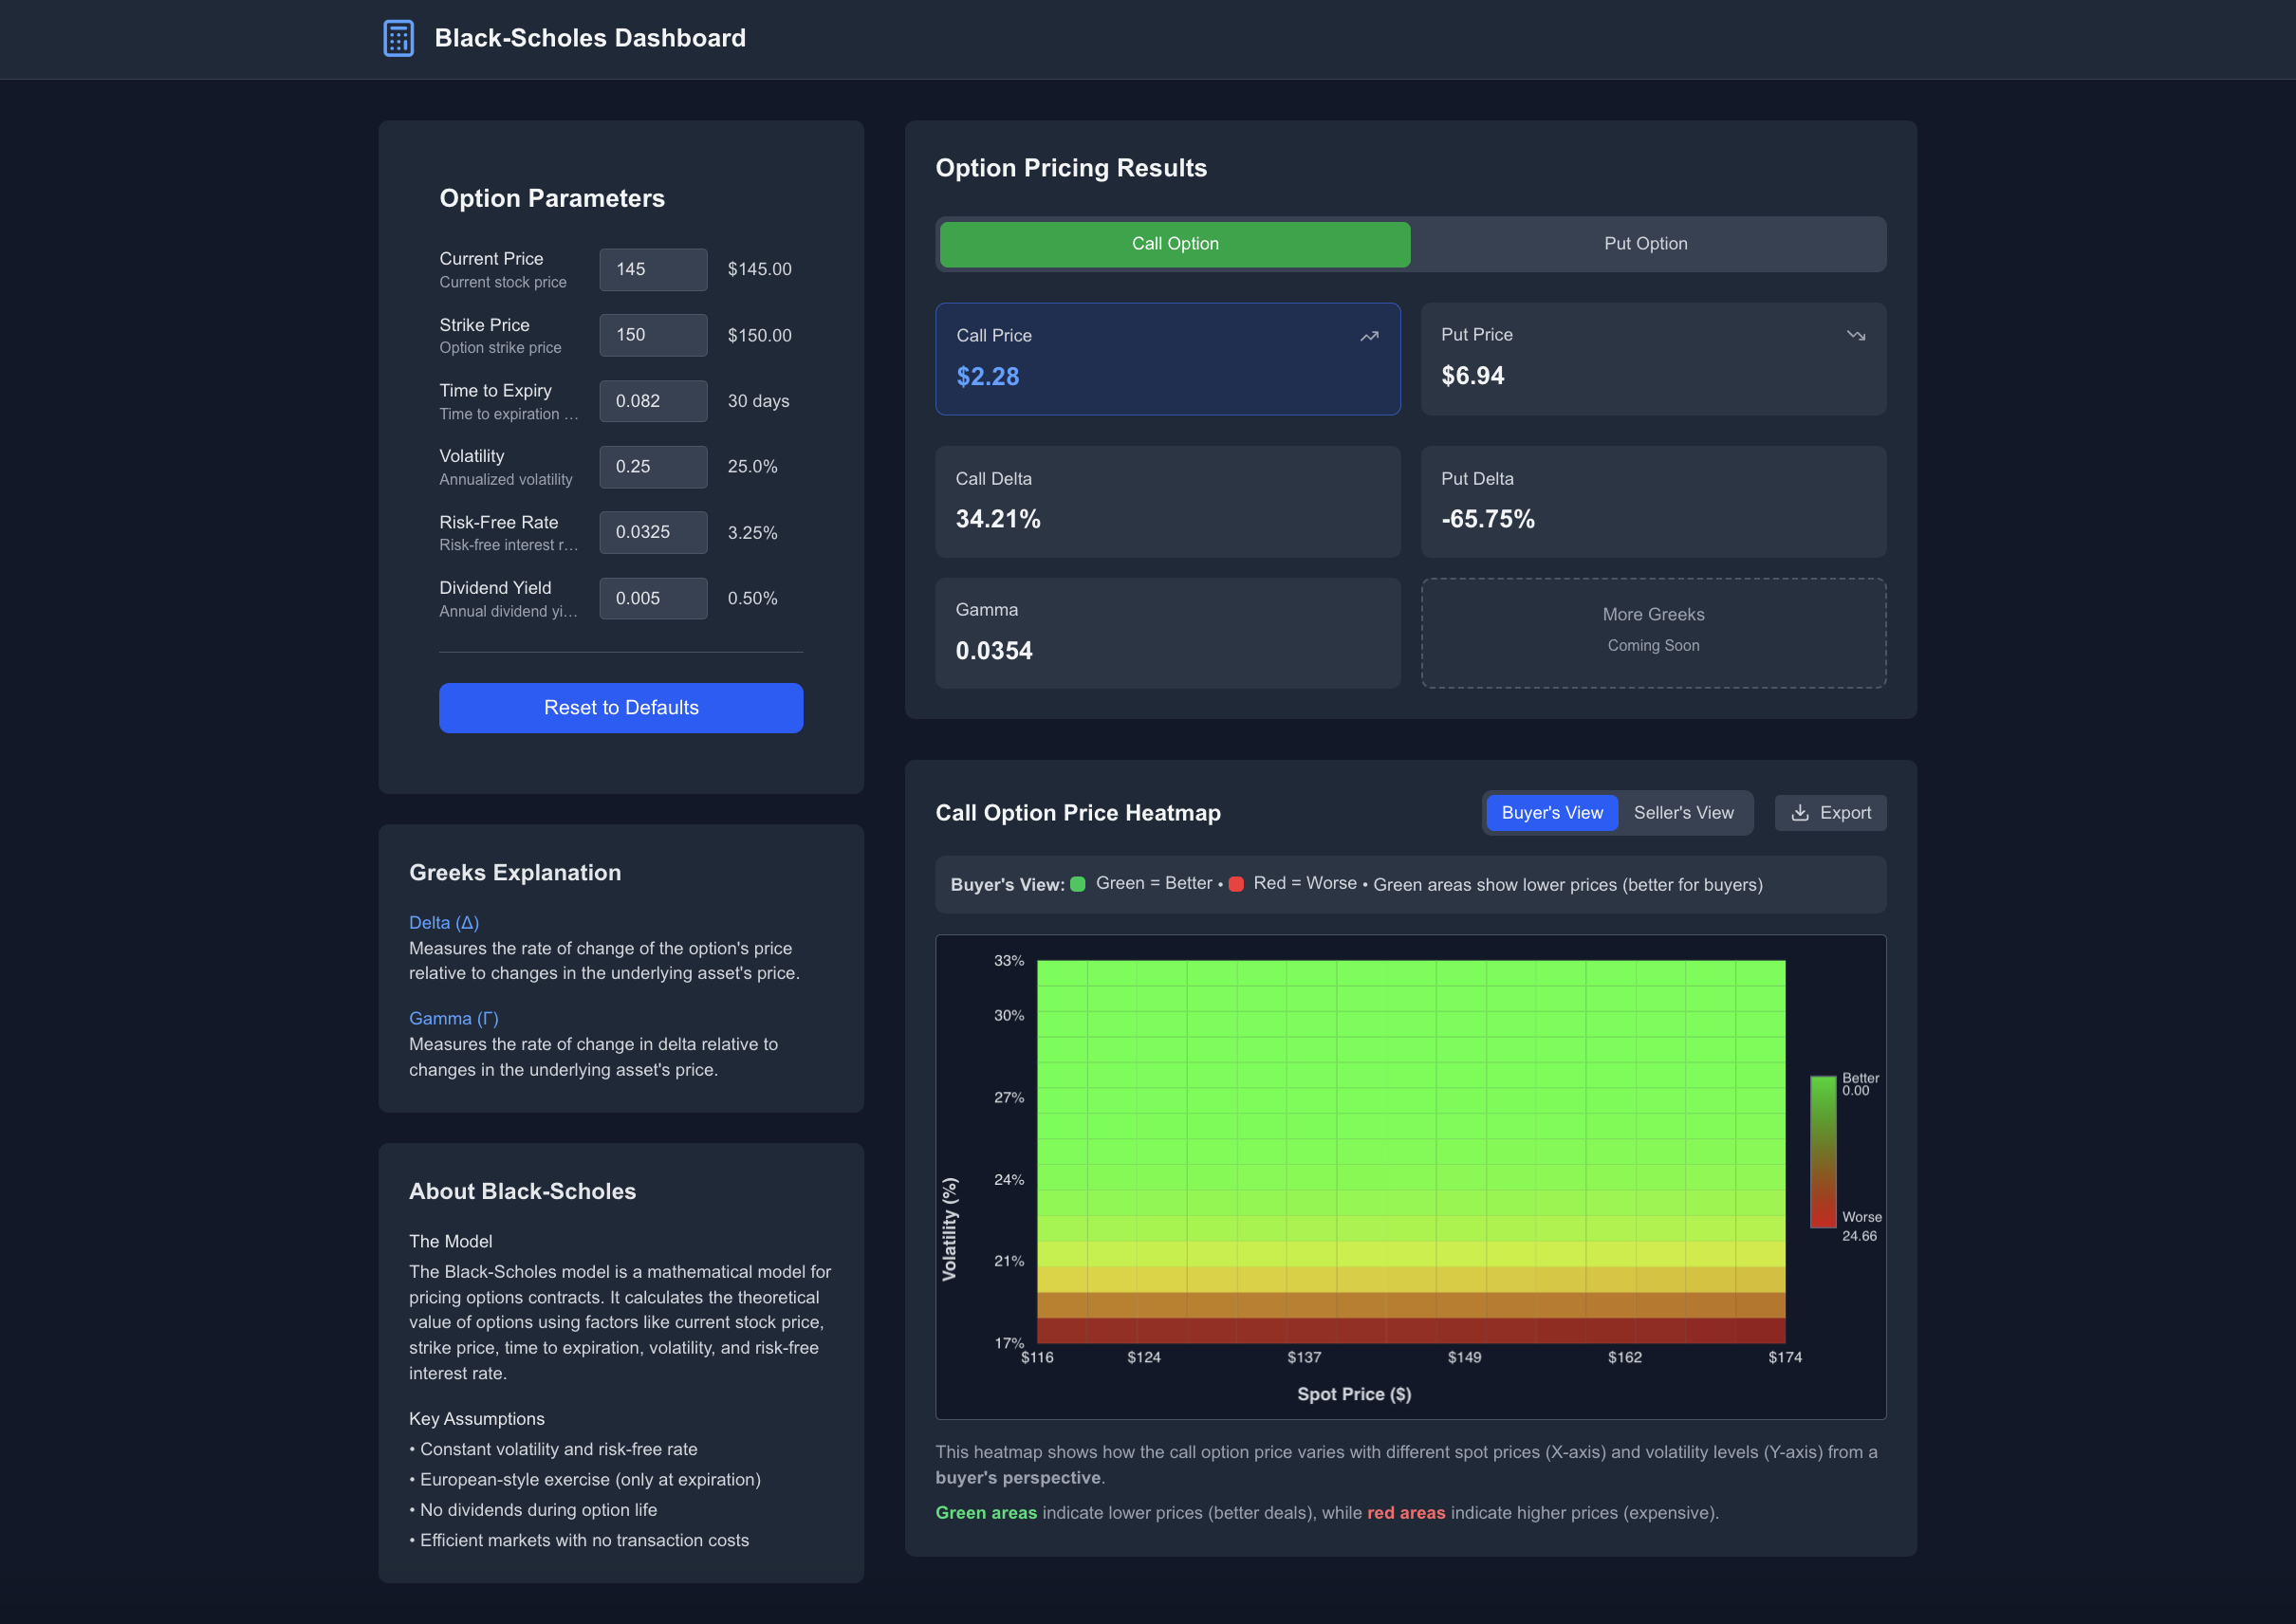 Black-Scholes Dashboard
Option Parameters
Current Price
Current stock price
145
$145.00
Strike Price
Option strike price
150
$150.00
Time to Expiry
Time to expiration …
0.082
30 days
Volatility
Annualized volatility
0.25
25.0%
Risk-Free Rate
Risk-free interest r…
0.0325
3.25%
Dividend Yield
Annual dividend yi…
0.005
0.50%
Reset to Defaults
Greeks Explanation
Delta (Δ)
Measures the rate of change of the option's price
relative to changes in the underlying asset's price.
Gamma (Γ)
Measures the rate of change in delta relative to
changes in the underlying asset's price.
About Black-Scholes
The Model
The Black-Scholes model is a mathematical model for
pricing options contracts. It calculates the theoretical
value of options using factors like current stock price,
strike price, time to expiration, volatility, and risk-free
interest rate.
Key Assumptions
• Constant volatility and risk-free rate
• European-style exercise (only at expiration)
• No dividends during option life
• Efficient markets with no transaction costs
Option Pricing Results
Call Option
Put Option
Call Price
$2.28
Put Price
$6.94
Call Delta
34.21%
Put Delta
-65.75%
Gamma
0.0354
More Greeks
Coming Soon
Call Option Price Heatmap
Buyer's View
Seller's View
Export
Buyer's View: Green = Better • Red = Worse • Green areas show lower prices (better for buyers)
33%
30%
27%
24%
21%
17%
Volatility (%)
$116
$124
$137
$149
$162
$174
Spot Price ($)
Better
0.00
Worse
24.66
This heatmap shows how the call option price varies with different spot prices (X-axis) and volatility levels (Y-axis) from a
buyer's perspective.
Green areas indicate lower prices (better deals), while red areas indicate higher prices (expensive).